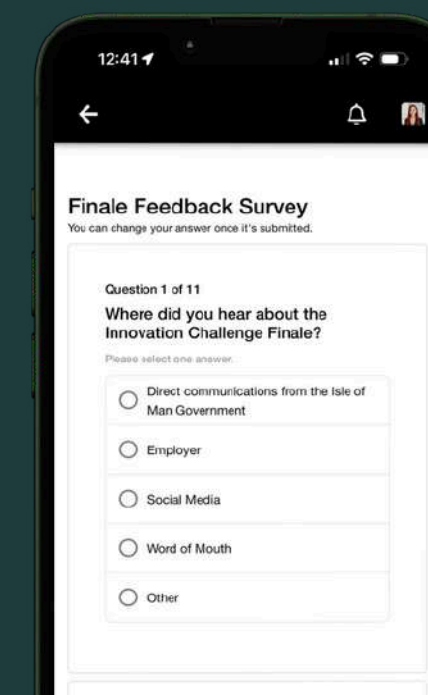 12:41
Finale Feedback Survey
You can change your answer once it's submitted.
Question 1 of 11
Where did you hear about the
Innovation Challenge Finale?
Please select one answer.
Direct communications from the Isle of
Man Government
Employer
Social Media
Word of Mouth
Other